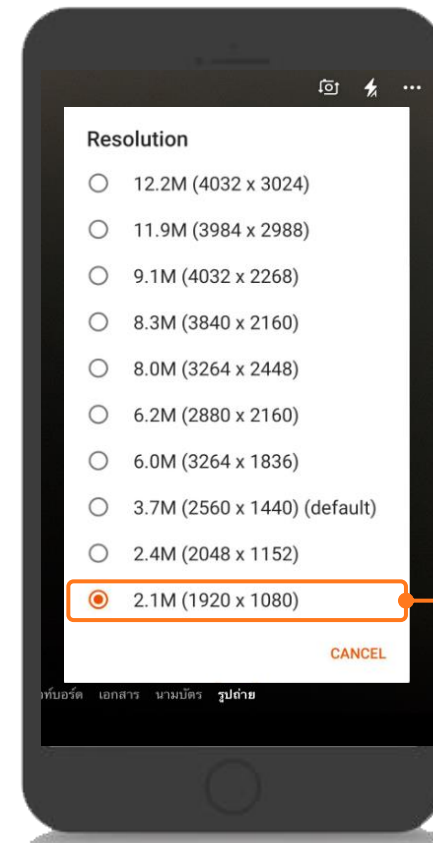 Resolution
12.2M (4032 x 3024)
11.9M (3984 x 2988)
9.1M (4032 x 2268)
8.3M (3840 x 2160)
8.0M (3264 x 2448)
6.2M (2880 x 2160)
6.0M (3264 x 1836)
3.7M (2560 x 1440) (default)
2.4M (2048 x 1152)
2.1M (1920 x 1080)
CANCEL
เอกสาร นามบัตร รูปถ่าย